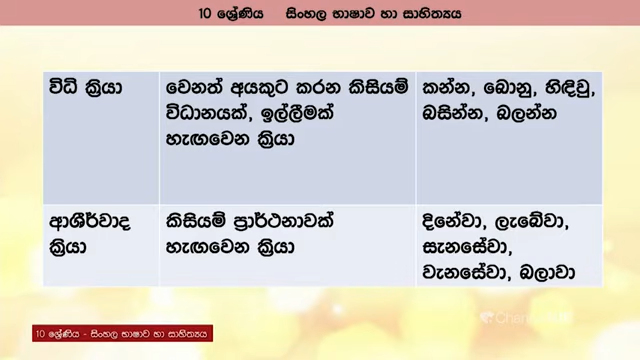 10 ශ්‍රේණිය සිංහල භාෂාව හා සාහිත්‍යය
විධි ක්‍රියා
වෙනත් අයකුට කරන කිසියම්
විධානයක්, ඉල්ලීමක්
හැඟවෙන ක්‍රියා
කන්න, බොනු, හිඳිවු,
බසින්න, බලන්න
ආශීර්වාද
ක්‍රියා
කිසියම් ප්‍රාර්ථනාවක්
හැඟවෙන ක්‍රියා
දිනේවා, ලැබේවා,
සැනසේවා,
වැනසේවා, බලාවා
10 ශ්‍රේණිය - සිංහල භාෂාව හා සාහිත්‍යය